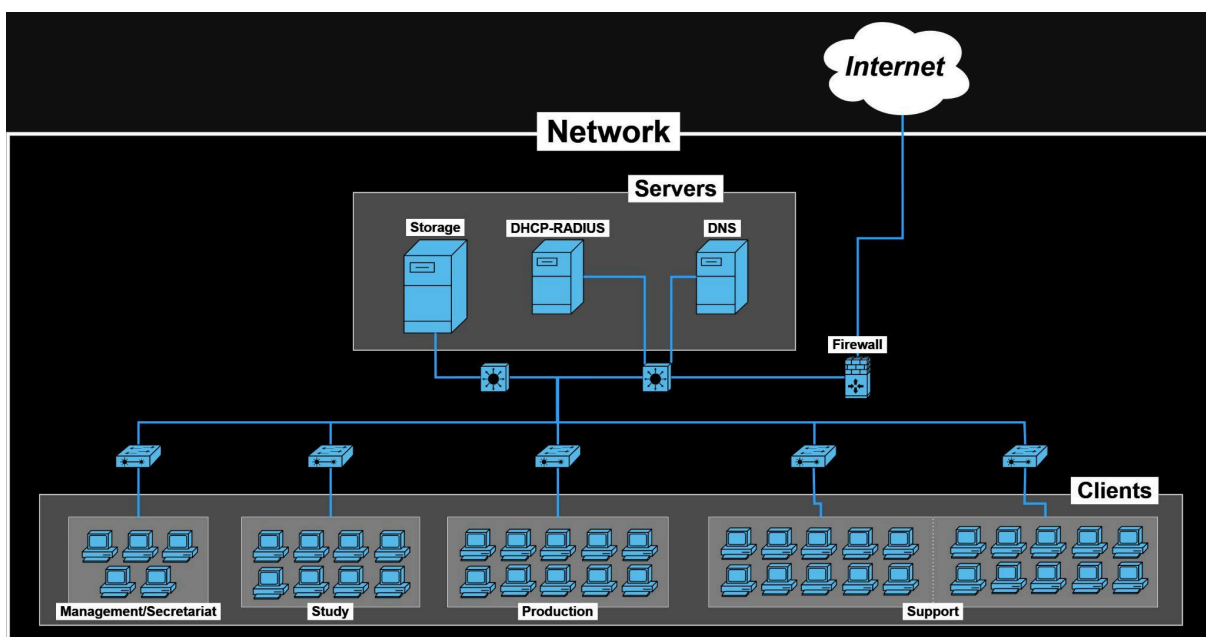 Internet
Network
Servers
Storage
DHCP-RADIUS
DNS
Firewall
Clients
Management/Secretariat
Study
Production
Support